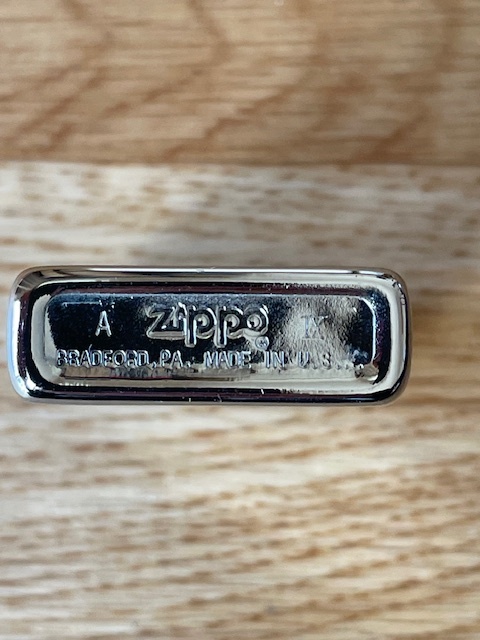 A Zippo® IX
BRADFORD, PA. MADE IN U.S.A.